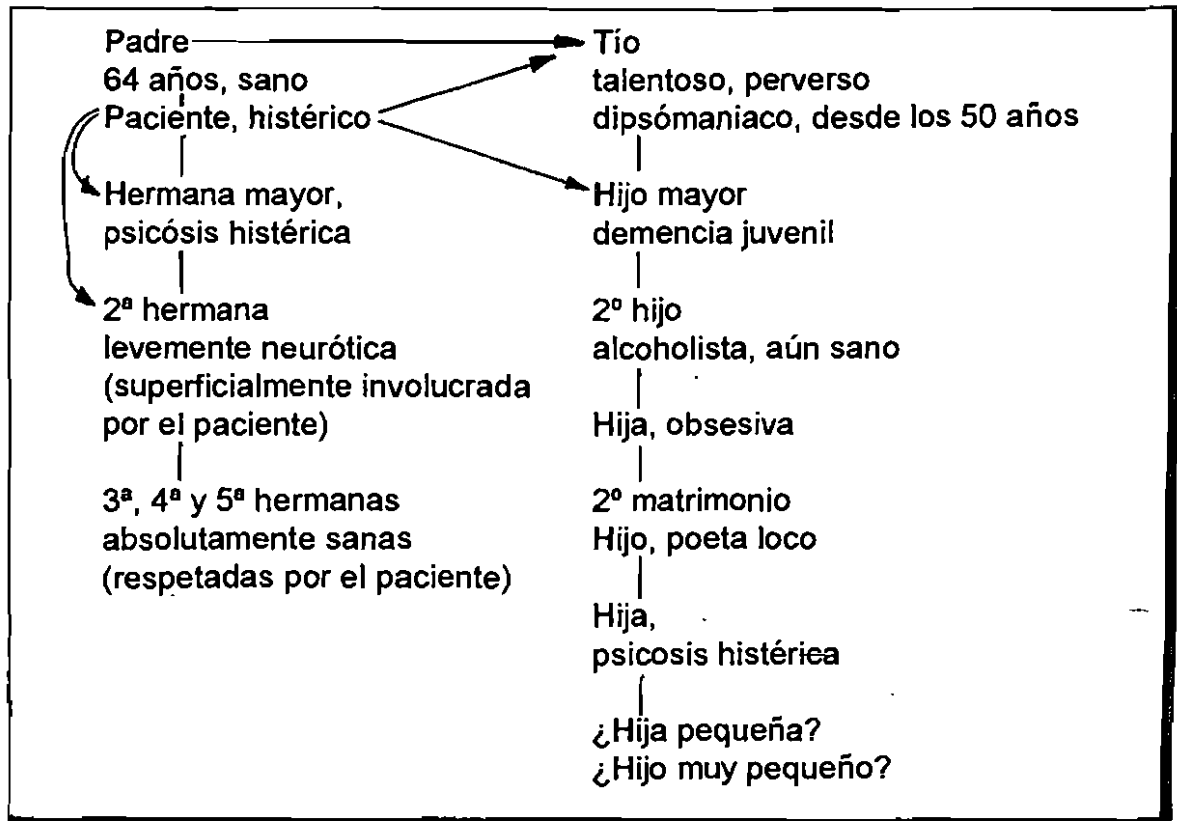 Padre
64 años, sano
Paciente, histérico
Hermana mayor,
psicósis histérica
2ª hermana
levemente neurótica
(superficialmente involucrada
por el paciente)
3ª, 4ª y 5ª hermanas
absolutamente sanas
(respetadas por el paciente)
Tío
talentoso, perverso
dipsómaniaco, desde los 50 años
Hijo mayor
demencia juvenil
2º hijo
alcoholista, aún sano
Hija, obsesiva
2º matrimonio
Hijo, poeta loco
Hija,
psicosis histérica
¿Hija pequeña?
¿Hijo muy pequeño?